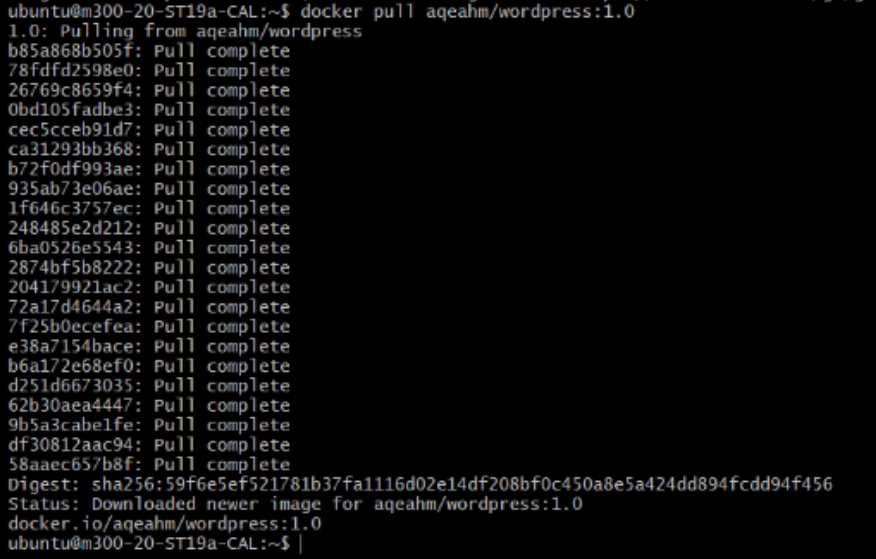 ubuntu@m300-20-ST19a-CAL:~$ docker pull aqeahm/wordpress:1.0
1.0: Pulling from aqeahm/wordpress
b85a868b505f: Pull complete
78fdfd2598e0: Pull complete
26769c8659f4: Pull complete
0bd105fadbe3: Pull complete
cec5cceb91d7: Pull complete
ca31293bb368: Pull complete
b72f0df993ae: Pull complete
935ab73e06ae: Pull complete
1f646c3757ec: Pull complete
248485e2d212: Pull complete
6ba0526e5543: Pull complete
2874bf5b8222: Pull complete
204179921ac2: Pull complete
72a17d4644a2: Pull complete
7f25b0ecefea: Pull complete
e38a7154bace: Pull complete
b6a172e68ef0: Pull complete
d251d6673035: Pull complete
62b30aea4447: Pull complete
9b5a3cabe1fe: Pull complete
df30812aac94: Pull complete
58aaec657b8f: Pull complete
Digest: sha256:59f6e5ef521781b37fa1116d02e14df208bf0c450a8e5a424dd894fcdd94f456
Status: Downloaded newer image for aqeahm/wordpress:1.0
docker.io/aqeahm/wordpress:1.0
ubuntu@m300-20-ST19a-CAL:~$